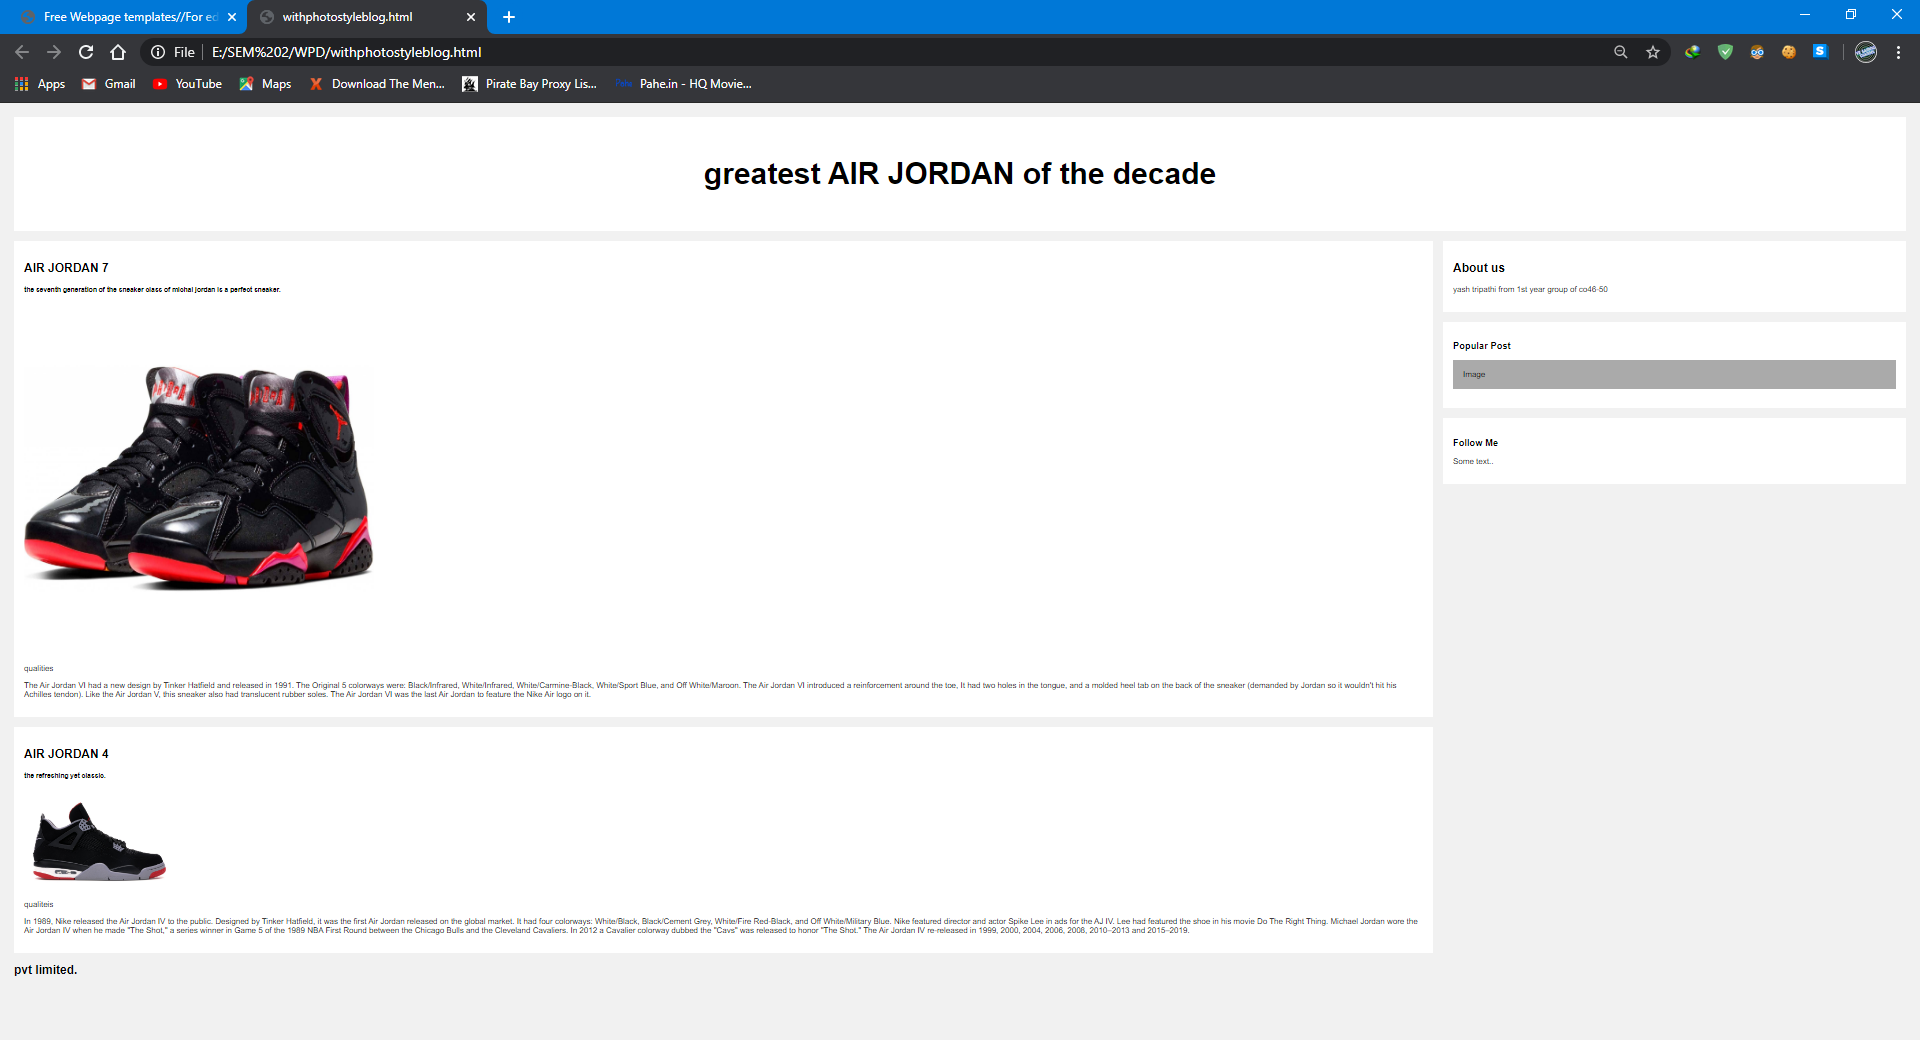 Free Webpage templates//For ed
withphotostyleblog.html
File
E:/SEM%202/WPD/withphotostyleblog.html
Apps
Gmail
YouTube
Maps
Download The Men...
Pirate Bay Proxy Lis...
Pahe.in - HQ Movie...
greatest AIR JORDAN of the decade
AIR JORDAN 7
the seventh generation of the sneaker class of michal jordan is a perfect sneaker.
qualities
The Air Jordan VI had a new design by Tinker Hatfield and released in 1991. The Original 5 colorways were: Black/Infrared, White/Infrared, White/Carmine-Black, White/Sport Blue, and Off White/Maroon. The Air Jordan VI introduced a reinforcement around the toe, It had two holes in the tongue, and a molded heel tab on the back of the sneaker (demanded by Jordan so it wouldn't hit his
Achilles tendon). Like the Air Jordan V, this sneaker also had translucent rubber soles. The Air Jordan VI was the last Air Jordan to feature the Nike Air logo on it.
AIR JORDAN 4
the refreshing yet classic.
qualiteis
In 1989, Nike released the Air Jordan IV to the public. Designed by Tinker Hatfield, it was the first Air Jordan released on the global market. It had four colorways: White/Black, Black/Cement Grey, White/Fire Red-Black, and Off White/Military Blue. Nike featured director and actor Spike Lee in ads for the AJ IV. Lee had featured the shoe in his movie Do The Right Thing. Michael Jordan wore the
Air Jordan IV when he made "The Shot," a series winner in Game 5 of the 1989 NBA First Round between the Chicago Bulls and the Cleveland Cavaliers. In 2012 a Cavalier colorway dubbed the "Cavs" was released to honor "The Shot." The Air Jordan IV re-released in 1999, 2000, 2004, 2006, 2008, 2010–2013 and 2015–2019.
pvt limited.
About us
yash tripathi from 1st year group of co46-50
Popular Post
Image
Follow Me
Some text..